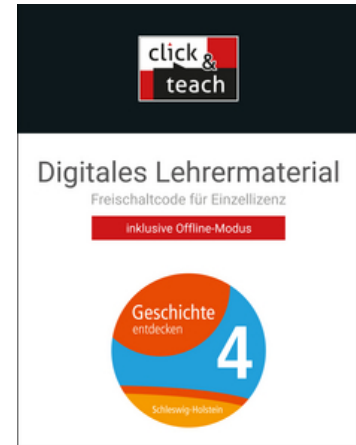 click &
teach
Digitales Lehrermaterial
Freischaltcode für Einzellizenz
inklusive Offline-Modus
Geschichte
entdecken
4
Schleswig-Holstein